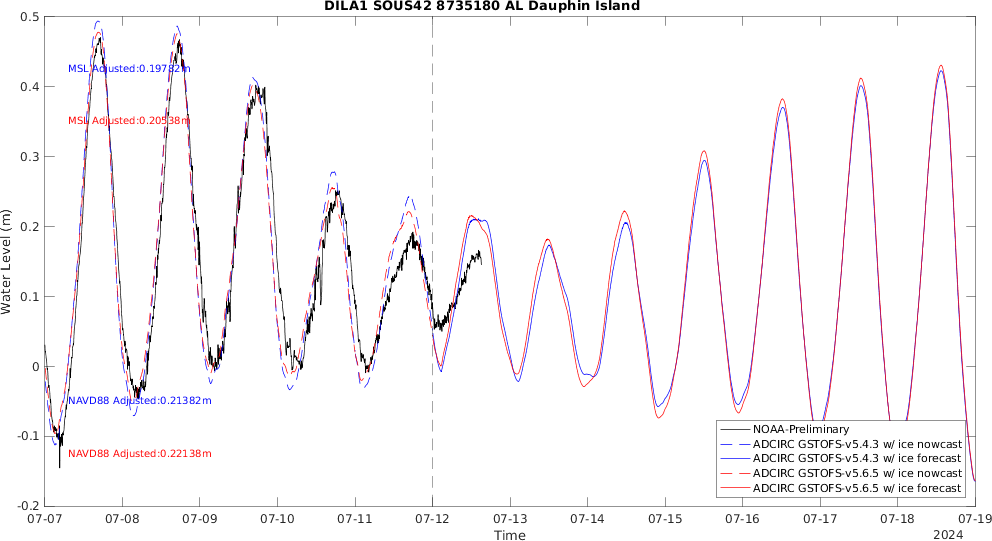 DILA1 SOUS42 8735180 AL Dauphin Island
0.5
0.4
0.3
0.2
0.1
0
-0.1
-0.2
Water Level (m)
MSL Adjusted:0.19782m
MSL Adjusted:0.20538m
NAVD88 Adjusted:0.21382m
NAVD88 Adjusted:0.22138m
NOAA-Preliminary
ADCIRC GSTOFS-v5.4.3 w/ ice nowcast
ADCIRC GSTOFS-v5.4.3 w/ ice forecast
ADCIRC GSTOFS-v5.6.5 w/ ice nowcast
ADCIRC GSTOFS-v5.6.5 w/ ice forecast
07-07 07-08 07-09 07-10 07-11 07-12 07-13 07-14 07-15 07-16 07-17 07-18 07-19
Time
2024